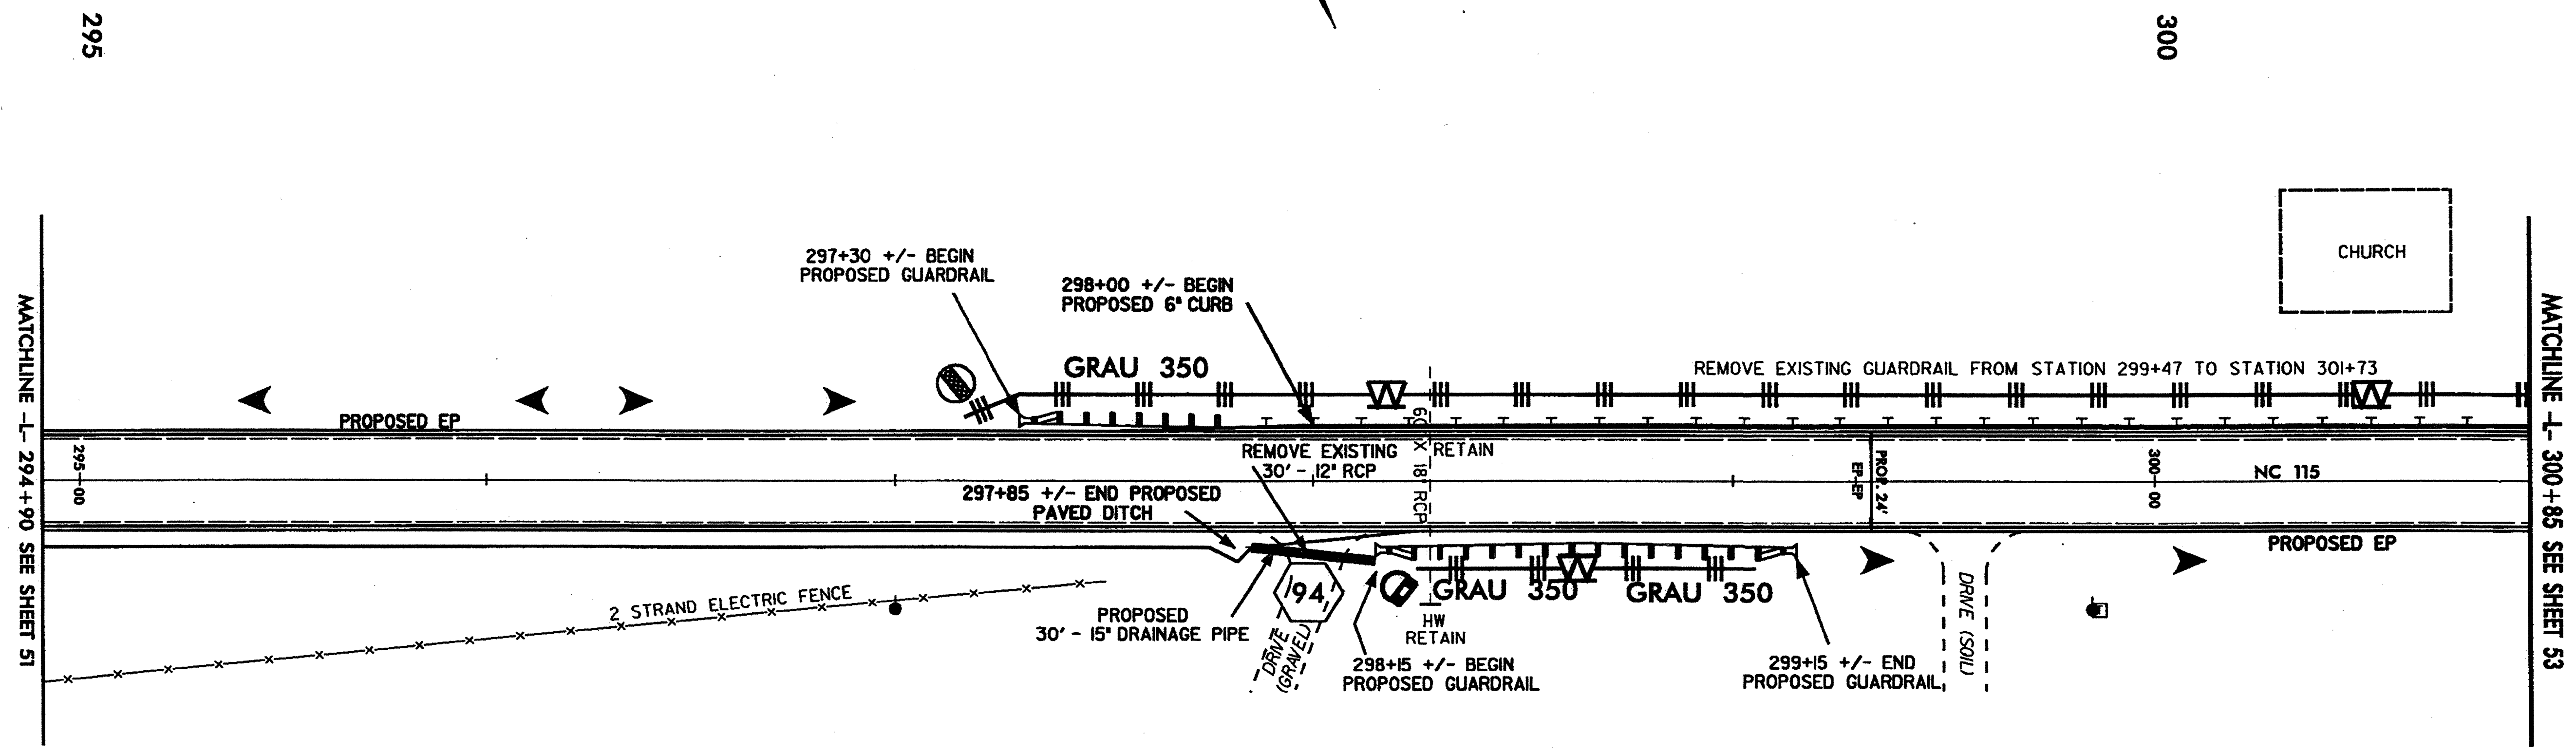 295
300
297+30 +/- BEGIN
PROPOSED GUARDRAIL
298+00 +/- BEGIN
PROPOSED 6" CURB
CHURCH
GRAU 350
REMOVE EXISTING GUARDRAIL FROM STATION 299+47 TO STATION 301+73
MATCHLINE -L- 294+90 SEE SHEET 51
MATCHLINE -L- 300+85 SEE SHEET 53
PROPOSED EP
295+00
REMOVE EXISTING
30' - 12" RCP
X 18" RCP
RETAIN
PROP. 24'
EP-EP
300+00
NC 115
297+85 +/- END PROPOSED
PAVED DITCH
PROPOSED EP
2 STRAND ELECTRIC FENCE
PROPOSED
30' - 15" DRAINAGE PIPE
94
DRIVE
(GRAVEL)
GRAU 350
GRAU 350
HW
RETAIN
298+15 +/- BEGIN
PROPOSED GUARDRAIL
299+15 +/- END
PROPOSED GUARDRAIL
DRIVE (SOIL)